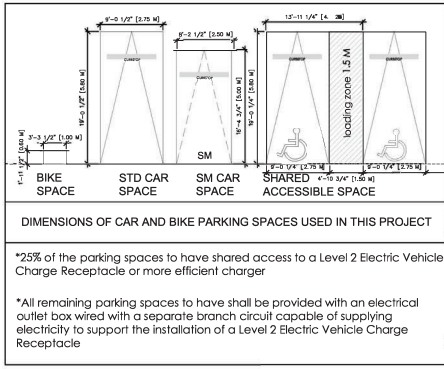 9'-0 1/2" [2.75 M]
8'-2 1/2" [2.50 M]
13'-11 1/4" [4.
CURBSTOP
CURBSTOP
CURBSTOP
CURBSTOP
19'-0 1/2" [5.80 M]
16'-4 3/4" [5.00 M]
19'-0 1/4" [5.80 M]
loading zone 1.5 M
3'-3 1/2" [1.00 M]
1'-11 1/2" [0.60 M]
SM
9'-0 1/4" [2.75 M]
4'-10 3/4" [1.50 M]
9'-0 1/4" [2.75 M]
BIKE
SPACE
STD CAR
SPACE
SM CAR
SPACE
SHARED
ACCESSIBLE SPACE
DIMENSIONS OF CAR AND BIKE PARKING SPACES USED IN THIS PROJECT
*25% of the parking spaces to have shared access to a Level 2 Electric Vehicle
Charge Receptacle or more efficient charger
*All remaining parking spaces to have shall be provided with an electrical
outlet box wired with a separate branch circuit capable of supplying
electricity to support the installation of a Level 2 Electric Vehicle Charge
Receptacle